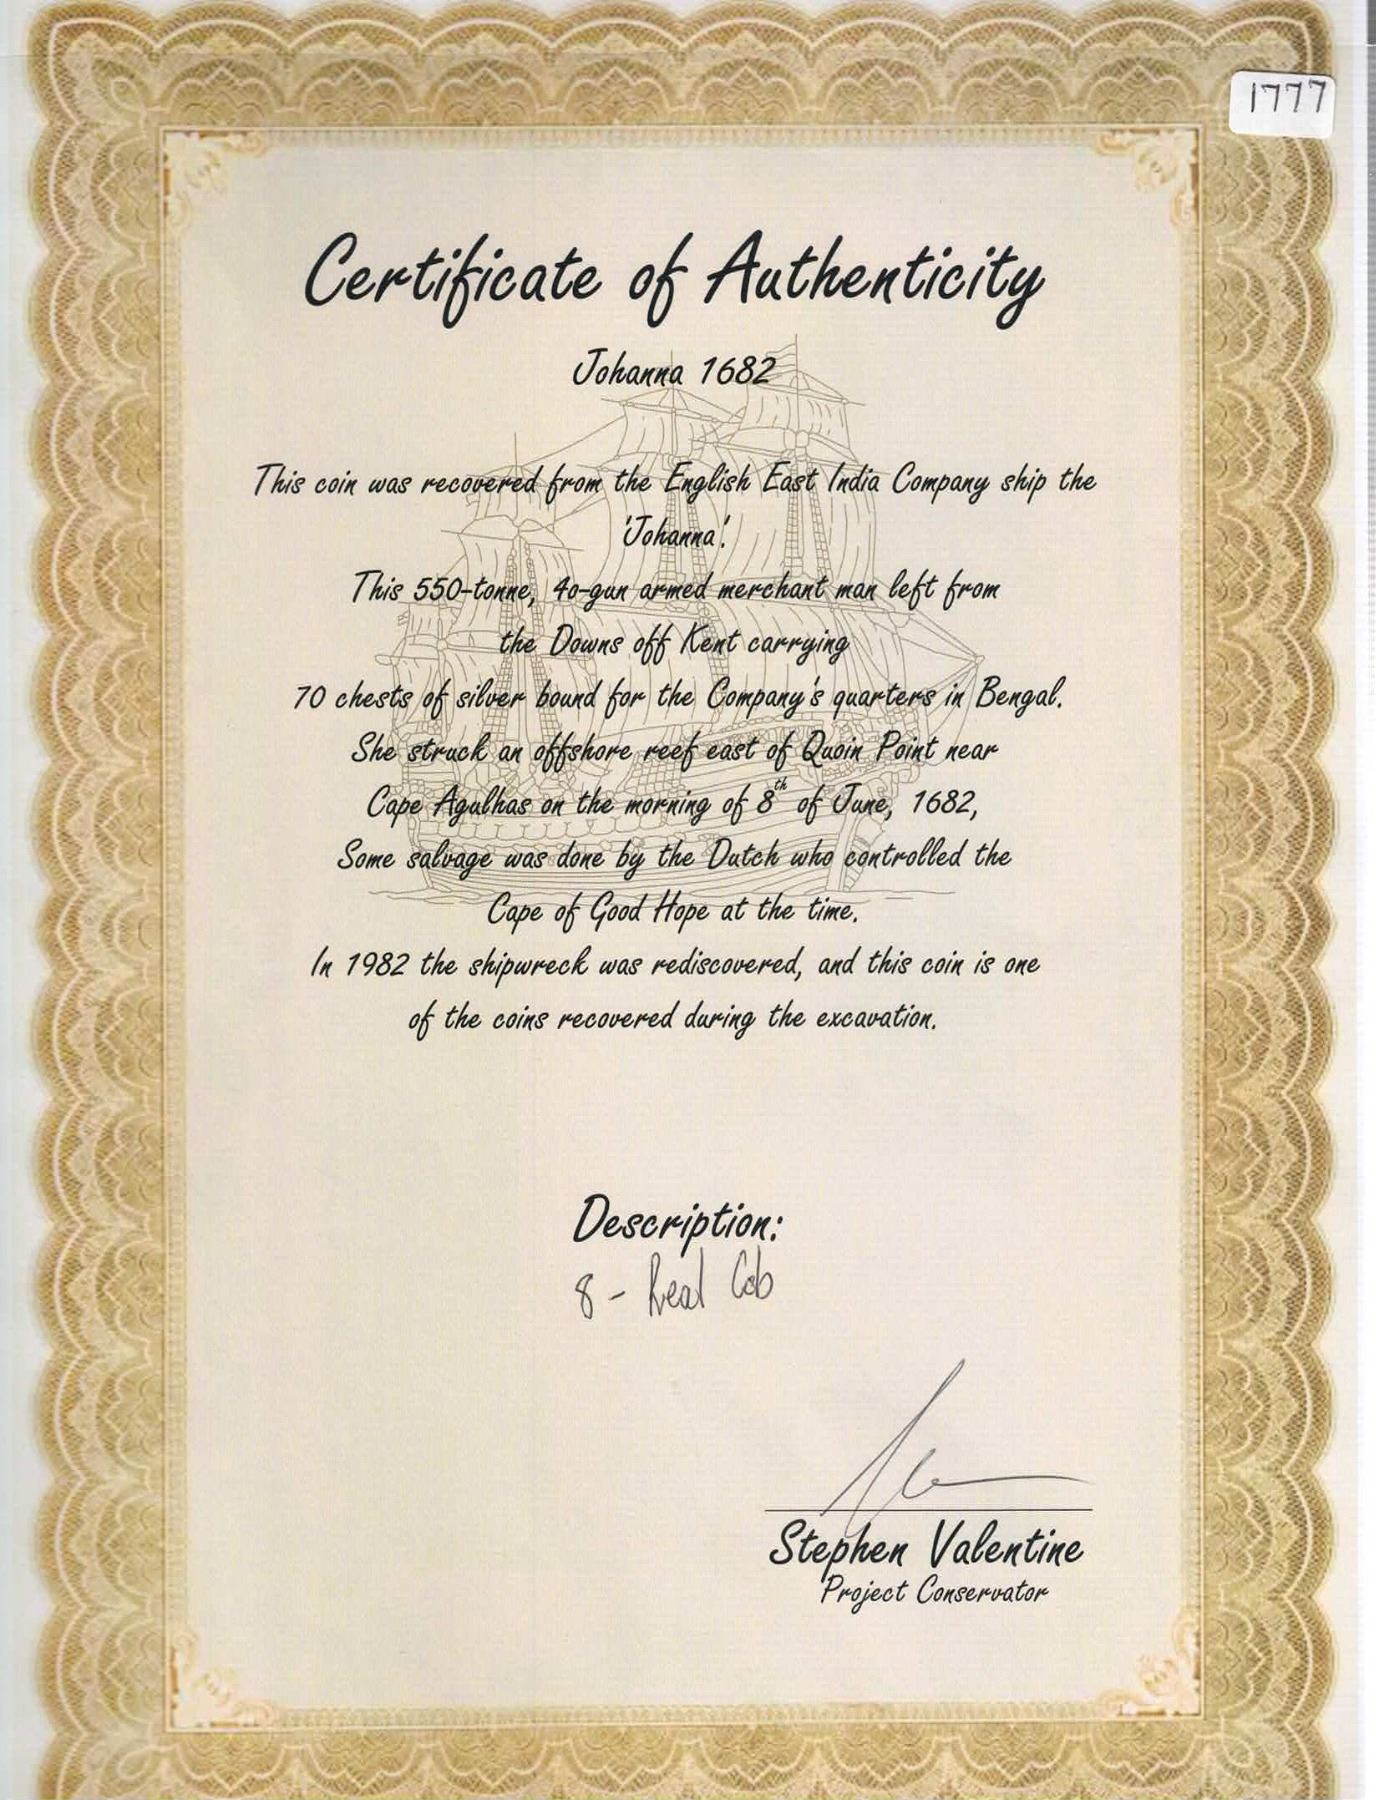 1777
Certificate of Authenticity
Johanna 1682
This coin was recovered from the English East India Company ship the
'Johanna'.
This 550-tonne, 40-gun armed merchant man left from
the Downs off Kent carrying
70 chests of silver bound for the Company's quarters in Bengal.
She struck an offshore reef east of Quoin Point near
Cape Agulhas on the morning of 8th of June, 1682,
Some salvage was done by the Dutch who controlled the
Cape of Good Hope at the time.
In 1982 the shipwreck was rediscovered, and this coin is one
of the coins recovered during the excavation.
Description:
8 - Real Cob
Stephen Valentine
Project Conservator